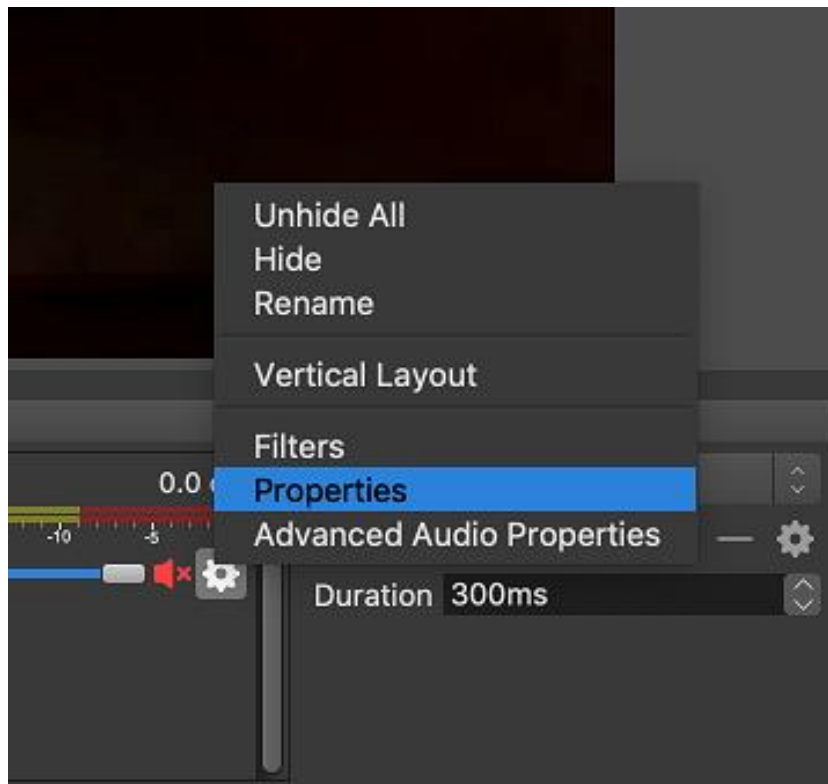 Unhide All
Hide
Rename
Vertical Layout
Filters
0.0
Properties
-10 -5
Advanced Audio Properties
Duration 300ms